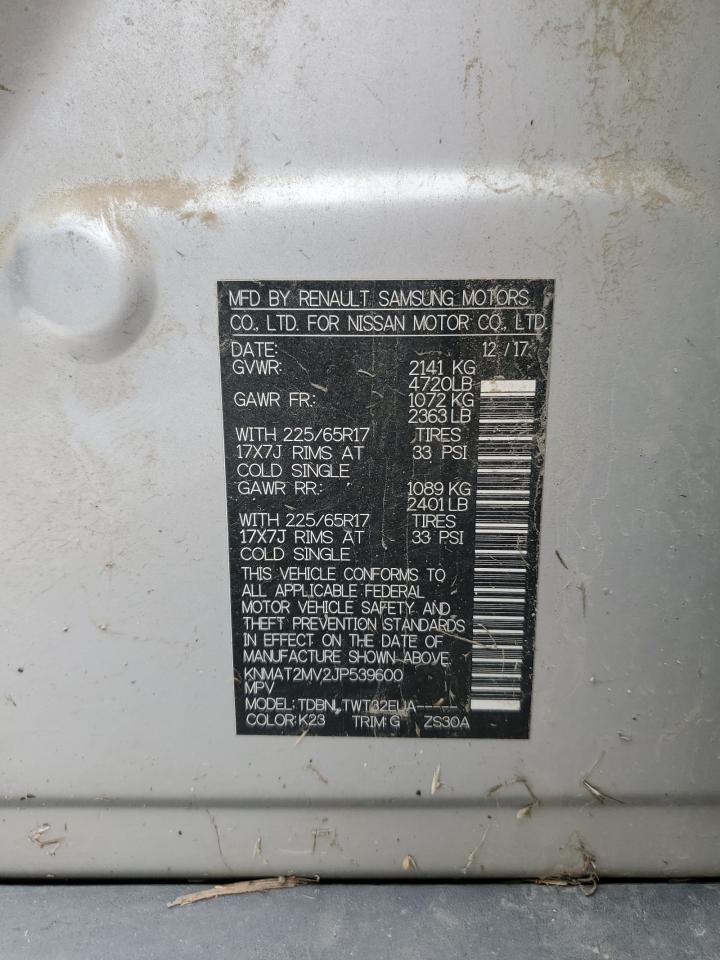 MFD BY RENAULT SAMSUNG MOTORS
CO., LTD. FOR NISSAN MOTOR CO., LTD
DATE: 12 /17
GVWR: 2141 KG
4720LB
GAWR FR.: 1072 KG
2363 LB
WITH 225/65R17 TIRES
17X7J RIMS AT 33 PSI
COLD SINGLE
GAWR RR.: 1089 KG
2401 LB
WITH 225/65R17 TIRES
17X7J RIMS AT 33 PSI
COLD SINGLE
THIS VEHICLE CONFORMS TO
ALL APPLICABLE FEDERAL
MOTOR VEHICLE SAFETY AND
THEFT PREVENTION STANDARDS
IN EFFECT ON THE DATE OF
MANUFACTURE SHOWN ABOVE.
KNMAT2MV2JP539600
MPV
MODEL: TDBNLTWT32EUA-----
COLOR: K23 TRIM: G ZS30A